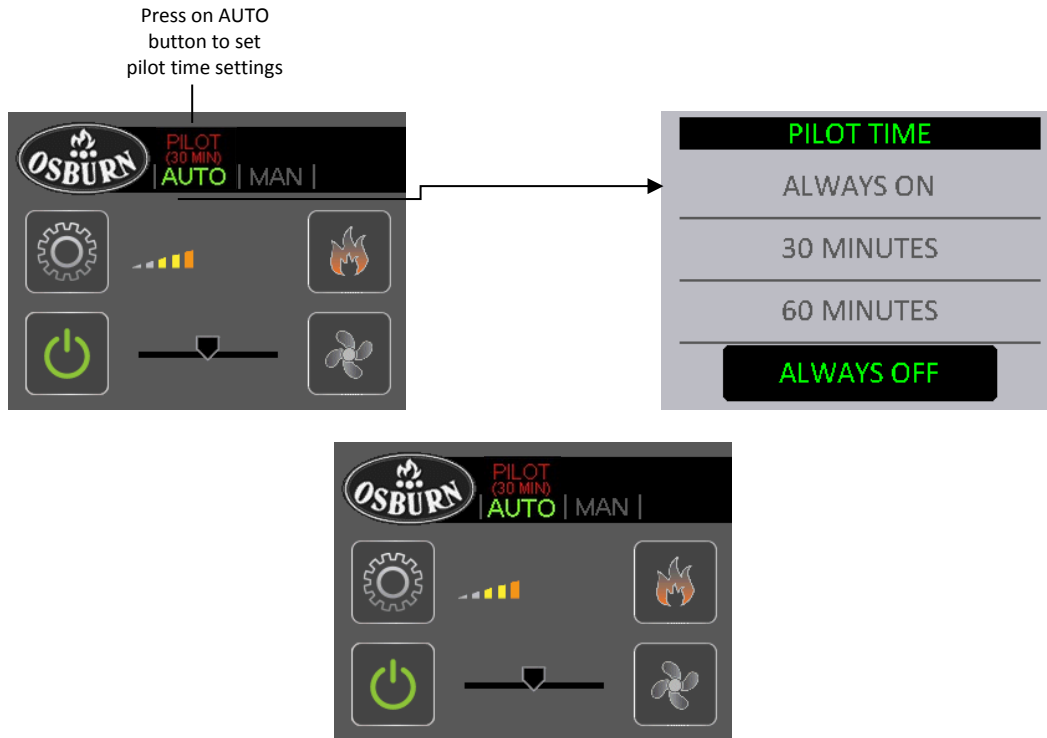 Press on AUTO
button to set
pilot time settings
OSBURN
PILOT
(30 MIN)
|AUTO | MAN |
PILOT TIME
ALWAYS ON
30 MINUTES
60 MINUTES
ALWAYS OFF
OSBURN
PILOT
(30 MIN)
|AUTO | MAN |